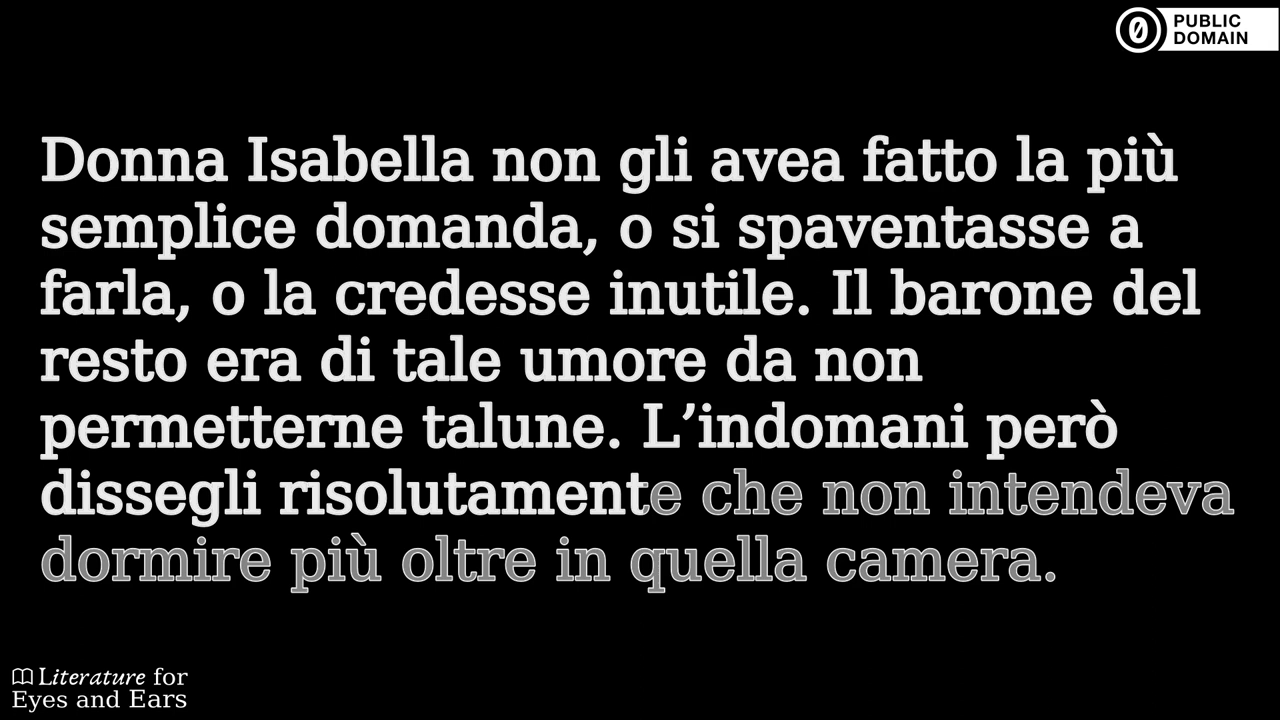 PUBLIC
DOMAIN
Donna Isabella non gli avea fatto la più
semplice domanda, o si spaventasse a
farla, o la credesse inutile. Il barone del
resto era di tale umore da non
permetterne talune. L’indomani però
dissegli risolutamente che non intendeva
dormire più oltre in quella camera.
Literature for
Eyes and Ears